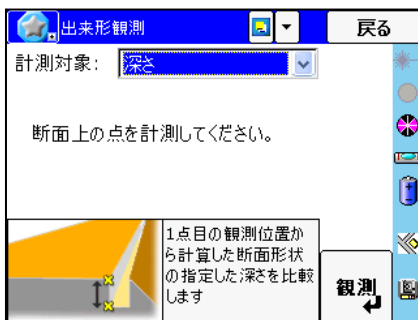 出来形観測
戻る
計測対象: 深さ
断面上の点を計測してください。
1点目の観測位置か
ら計算した断面形状
の指定した深さを比較
します
観測